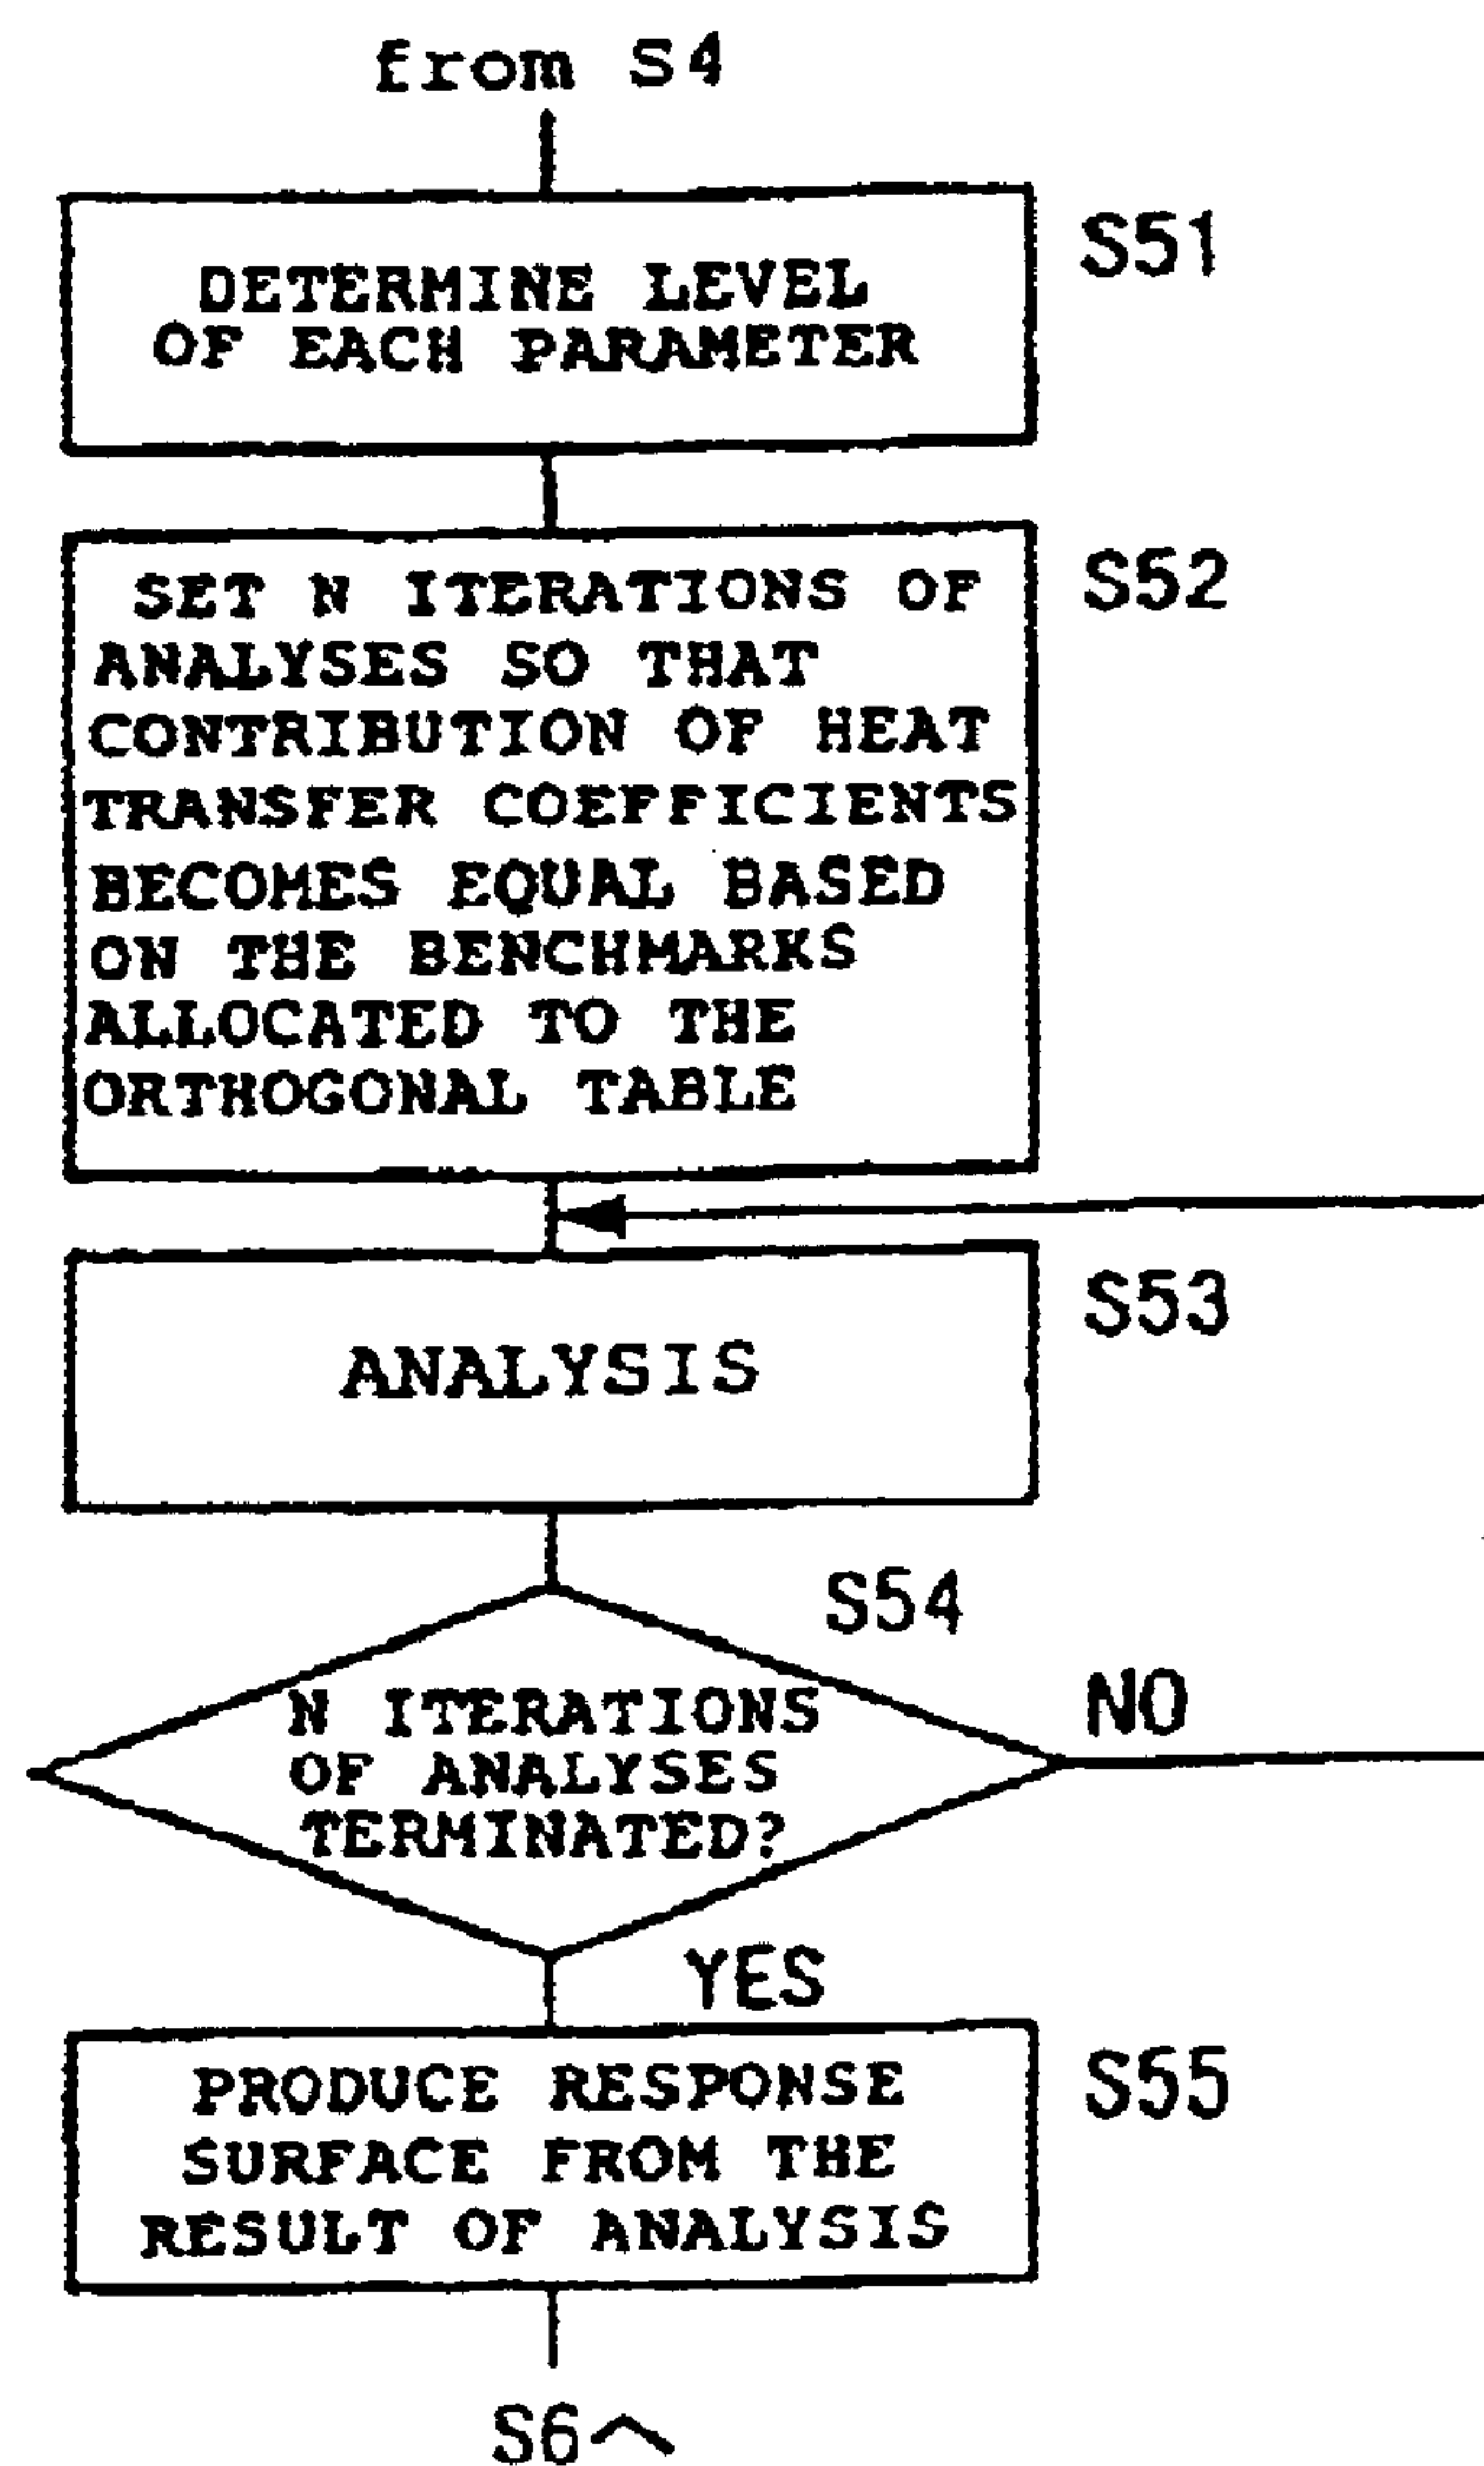 from S4
S51
DETERMINE LEVEL
OF EACH PARAMETER
S52
SET N ITERATIONS OF
ANALYSES SO THAT
CONTRIBUTION OF HEAT
TRANSFER COEFFICIENTS
BECOMES EQUAL BASED
ON THE BENCHMARKS
ALLOCATED TO THE
ORTHOGONAL TABLE
S53
ANALYSIS
S54
N ITERATIONS
OF ANALYSES
TERMINATED?
NO
YES
S55
PRODUCE RESPONSE
SURFACE FROM THE
RESULT OF ANALYSIS
S6へ